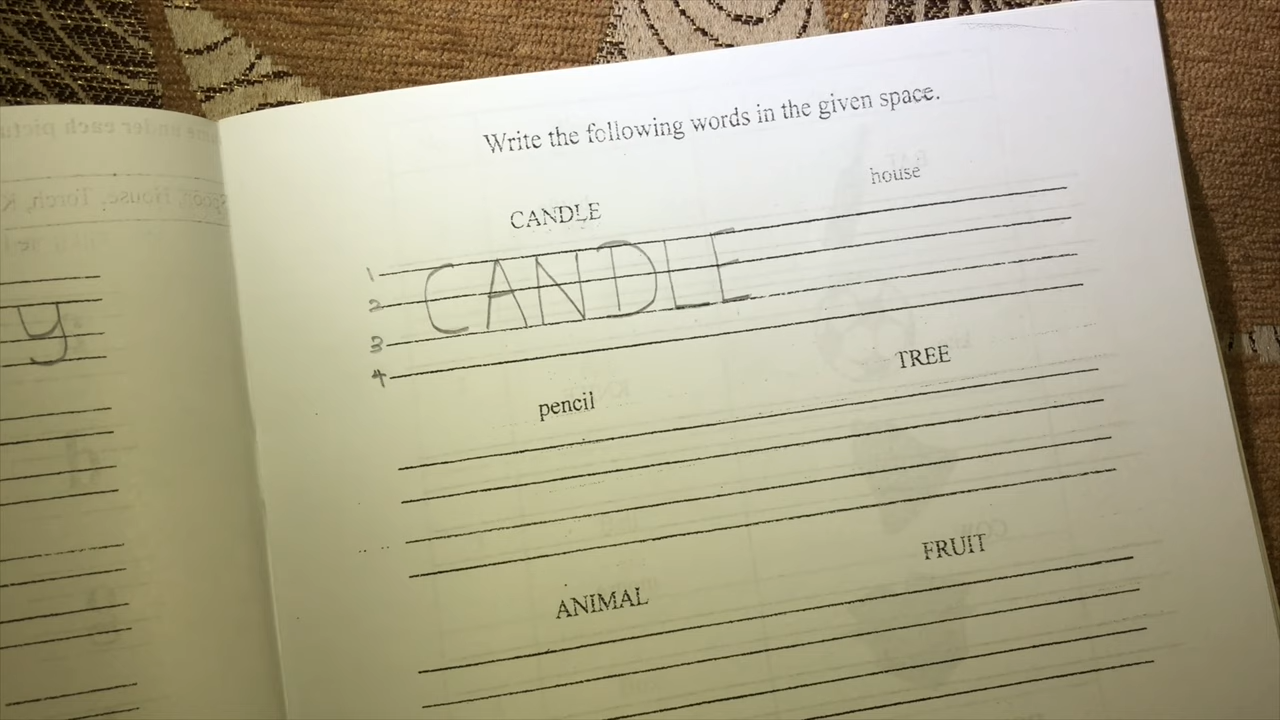 Write the following words in the given space.
CANDLE house
1
CANDLE
2
3
4
pencil TREE
ANIMAL FRUIT
y